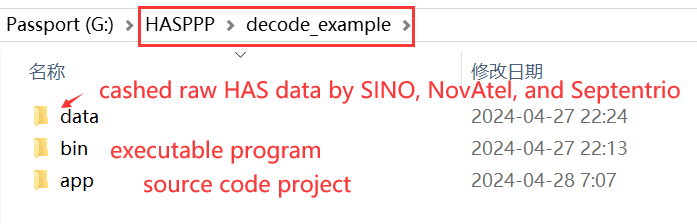 Passport (G:) > HASPPP > decode_example >
名称 修改日期
cashed raw HAS data by SINO, NovAtel, and Septentrio
data 2024-04-27 22:24
bin executable program 2024-04-27 22:13
app source code project 2024-04-28 7:07